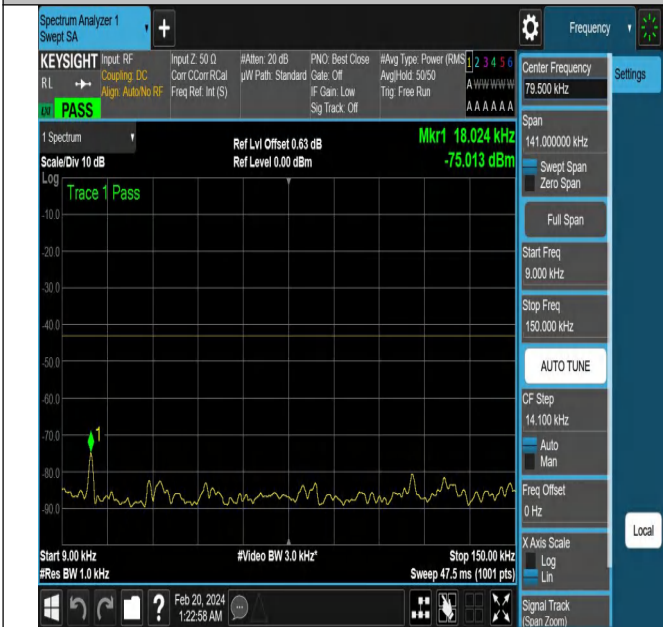 Spectrum Analyzer 1
Swept SA
+
Frequency
KEYSIGHT
Input: RF
Input Z: 50 Ω
#Atten: 20 dB
PNO: Best Close
#Avg Type: Power (RMS
1 2 3 4 5 6
RL
Coupling: DC
Corr CCorr RCal
µW Path: Standard
Gate: Off
Avg|Hold: 50/50
A W W W W W
Align: Auto/No RF
Freq Ref: Int (S)
IF Gain: Low
Trig: Free Run
LXI
PASS
Sig Track: Off
A A A A A A
1 Spectrum
Ref Lvl Offset 0.63 dB
Mkr1 18.024 kHz
Scale/Div 10 dB
Ref Level 0.00 dBm
-75.013 dBm
Log
Trace 1 Pass
-10.0
-20.0
-30.0
-40.0
-50.0
-60.0
-70.0
-80.0
-90.0
1
Start 9.00 kHz
#Video BW 3.0 kHz*
Stop 150.00 kHz
#Res BW 1.0 kHz
Sweep 47.5 ms (1001 pts)
?
Feb 20, 2024
1:22:58 AM
Center Frequency
79.500 kHz
Settings
Span
141.000000 kHz
Swept Span
Zero Span
Full Span
Start Freq
9.000 kHz
Stop Freq
150.000 kHz
AUTO TUNE
CF Step
14.100 kHz
Auto
Man
Freq Offset
0 Hz
Local
X Axis Scale
Log
Lin
Signal Track
(Span Zoom)